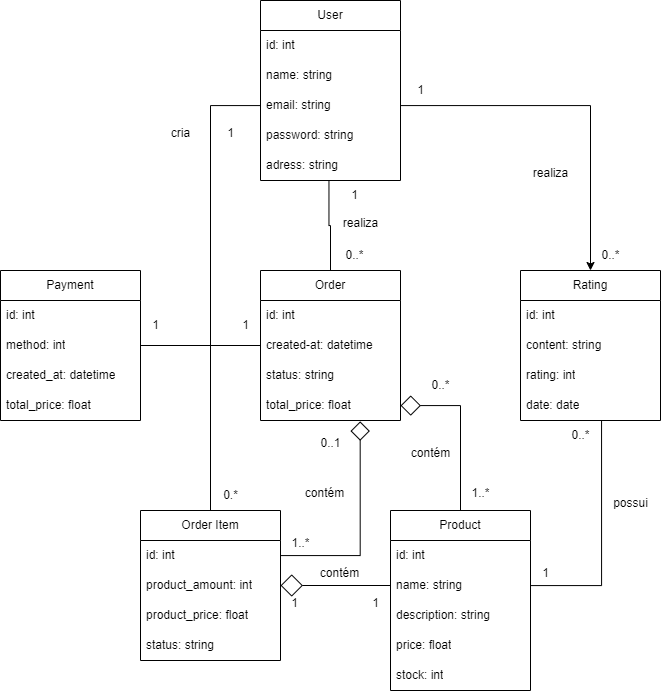 User
id: int
name: string
email: string
password: string
adress: string
1
cria
1
realiza
1
realiza
0..*
0..*
Payment
id: int
method: int
created_at: datetime
total_price: float
1
1
Order
id: int
created-at: datetime
status: string
total_price: float
Rating
id: int
content: string
rating: int
date: date
0..*
0..1
contém
0..*
contém
0.*
1..*
1..*
possui
Order Item
id: int
product_amount: int
product_price: float
status: string
contém
1
1
Product
id: int
name: string
description: string
price: float
stock: int
1